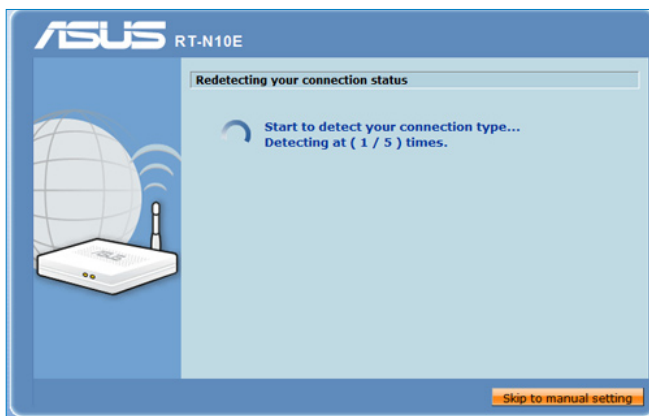 ASUS RT-N10E
Redetecting your connection status
Start to detect your connection type...
Detecting at ( 1 / 5 ) times.
ASUS
Skip to manual setting